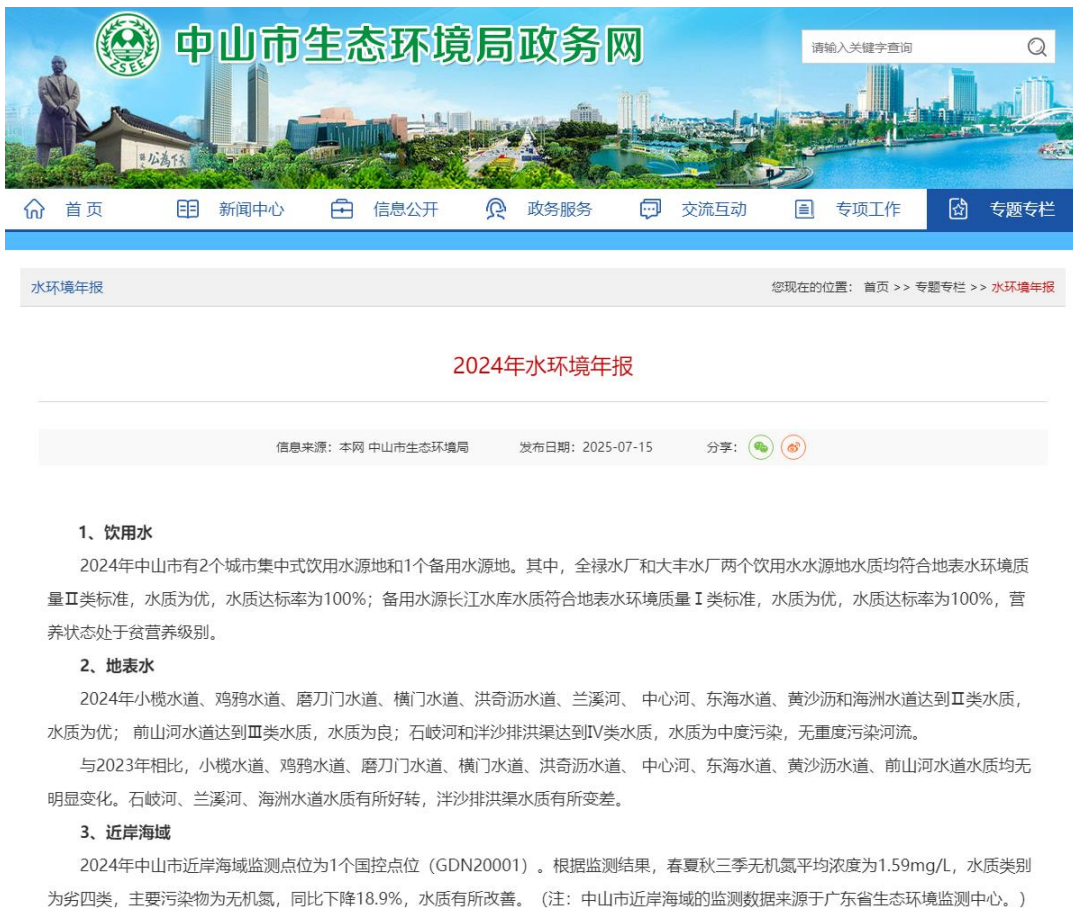 中山市生态环境局政务网
ZSEE
请输入关键字查询
天下为公
首页 新闻中心 信息公开 政务服务 交流互动 专项工作 专题专栏
水环境年报 您现在的位置: 首页 >> 专题专栏 >> 水环境年报
2024年水环境年报
信息来源:本网 中山市生态环境局 发布日期:2025-07-15 分享:
1、饮用水
2024年中山市有2个城市集中式饮用水源地和1个备用水源地。其中,全禄水厂和大丰水厂两个饮用水水源地水质均符合地表水环境质
量Ⅱ类标准,水质为优,水质达标率为100%;备用水源长江水库水质符合地表水环境质量Ⅰ类标准,水质为优,水质达标率为100%,营
养状态处于贫营养级别。
2、地表水
2024年小榄水道、鸡鸦水道、磨刀门水道、横门水道、洪奇沥水道、兰溪河、 中心河、东海水道、黄沙沥和海洲水道达到Ⅱ类水质,
水质为优; 前山河水道达到Ⅲ类水质,水质为良;石岐河和泮沙排洪渠达到Ⅳ类水质,水质为中度污染,无重度污染河流。
与2023年相比,小榄水道、鸡鸦水道、磨刀门水道、横门水道、洪奇沥水道、 中心河、东海水道、黄沙沥水道、前山河水道水质均无
明显变化。石岐河、兰溪河、海洲水道水质有所好转,泮沙排洪渠水质有所变差。
3、近岸海域
2024年中山市近岸海域监测点位为1个国控点位(GDN20001)。根据监测结果,春夏秋三季无机氮平均浓度为1.59mg/L,水质类别
为劣四类,主要污染物为无机氮,同比下降18.9%,水质有所改善。(注:中山市近岸海域的监测数据来源于广东省生态环境监测中心。)